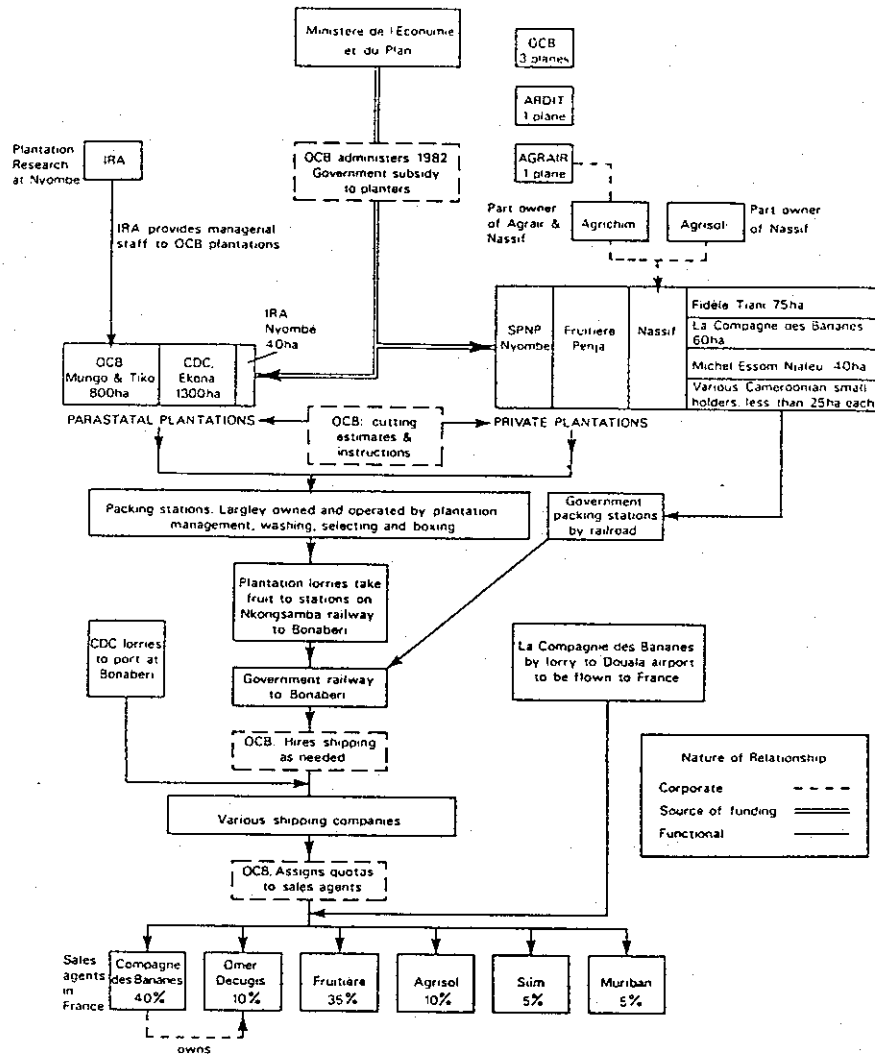 Ministère de l'Economie
et du Plan
OCB
3 planes
ARDIT
1 plane
AGRAIR
1 plane
Plantation
Research
at Nyombe
IRA
OCB administers 1982
Government subsidy
to planters
IRA provides managerial
staff to OCB plantations
Part owner
of Agrair &
Nassif
Agrichim
Agrisol
Part owner
of Nassif
IRA
Nyombé
40ha
OCB
Mungo & Tiko
800ha
CDC,
Ekona
1300ha
SPNP
Nyombe
Fruitière
Penja
Nassif
Fidèle Tiani 75ha
La Compagne des Bananes
60ha
Michel Essom Nialeu 40ha
Various Cameroonian small
holders, less than 25ha each
PARASTATAL PLANTATIONS
OCB: cutting
estimates &
instructions
PRIVATE PLANTATIONS
Packing stations. Largley owned and operated by plantation
management, washing, selecting and boxing
Government
packing stations
by railroad
Plantation lorries take
fruit to stations on
Nkongsamba railway
to Bonaberi
CDC lorries
to port at
Bonaberi
La Compagnie des Bananes
by lorry to Douala airport
to be flown to France
Government railway
to Bonaberi
OCB. Hires shipping
as needed
Nature of Relationship
Corporate
Source of funding
Functional
Various shipping companies
OCB. Assigns quotas
to sales agents
Sales
agents
in
France
Compagne
des Bananes
40%
Omer
Decugis
10%
Fruitière
35%
Agrisol
10%
Siim
5%
Muriban
5%
owns